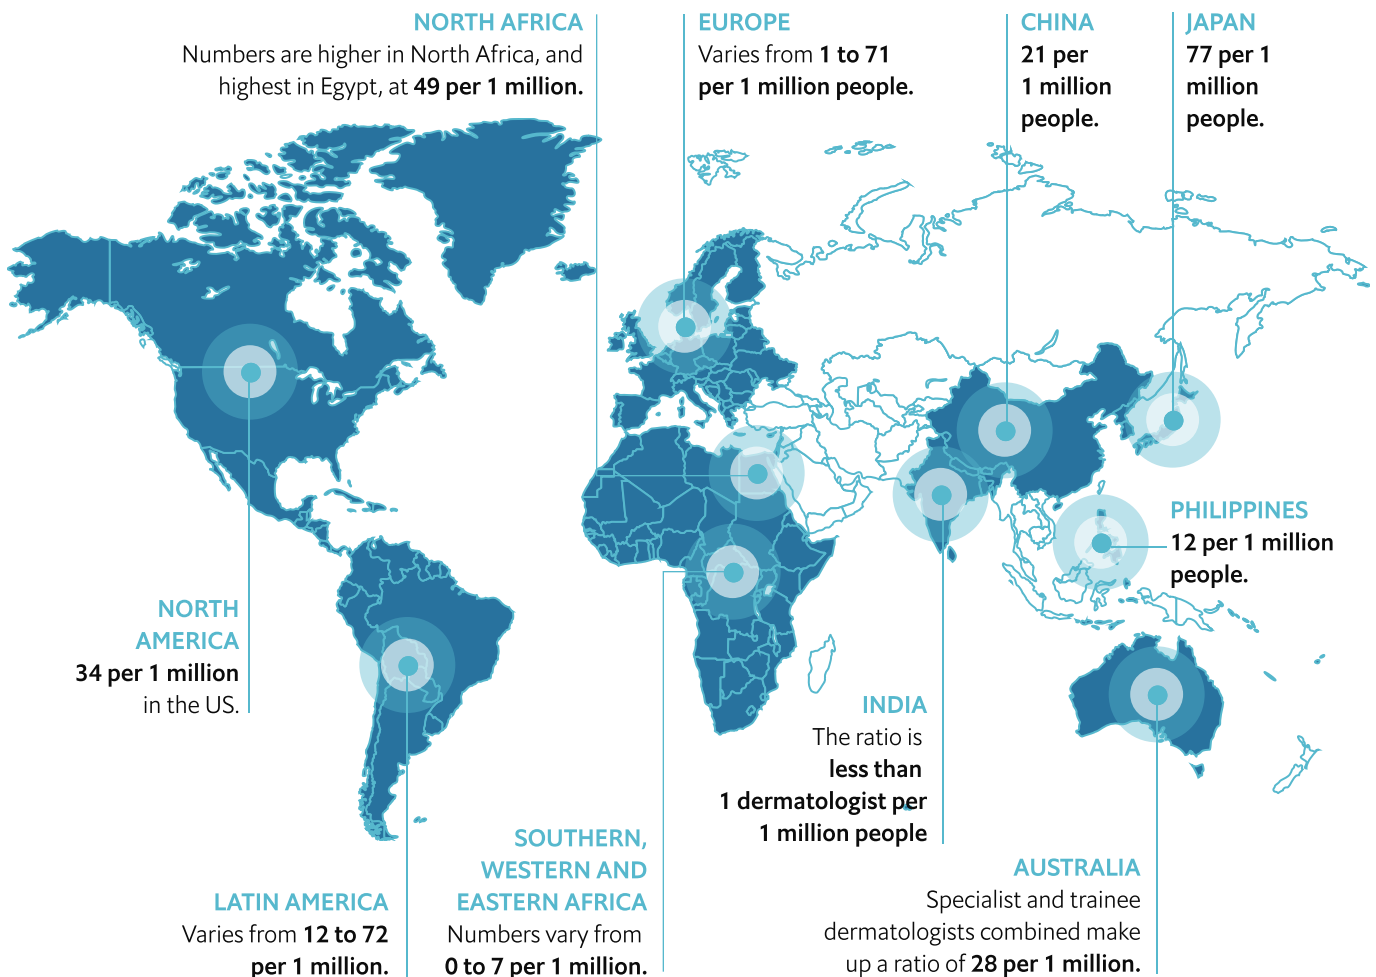 NORTH AFRICA
Numbers are higher in North Africa, and
highest in Egypt, at 49 per 1 million.
EUROPE
Varies from 1 to 71
per 1 million people.
CHINA
21 per
1 million
people.
JAPAN
77 per 1
million
people.
PHILIPPINES
12 per 1 million
people.
NORTH
AMERICA
34 per 1 million
in the US.
INDIA
The ratio is
less than
1 dermatologist per
1 million people
SOUTHERN,
WESTERN AND
EASTERN AFRICA
Numbers vary from
0 to 7 per 1 million.
LATIN AMERICA
Varies from 12 to 72
per 1 million.
AUSTRALIA
Specialist and trainee
dermatologists combined make
up a ratio of 28 per 1 million.